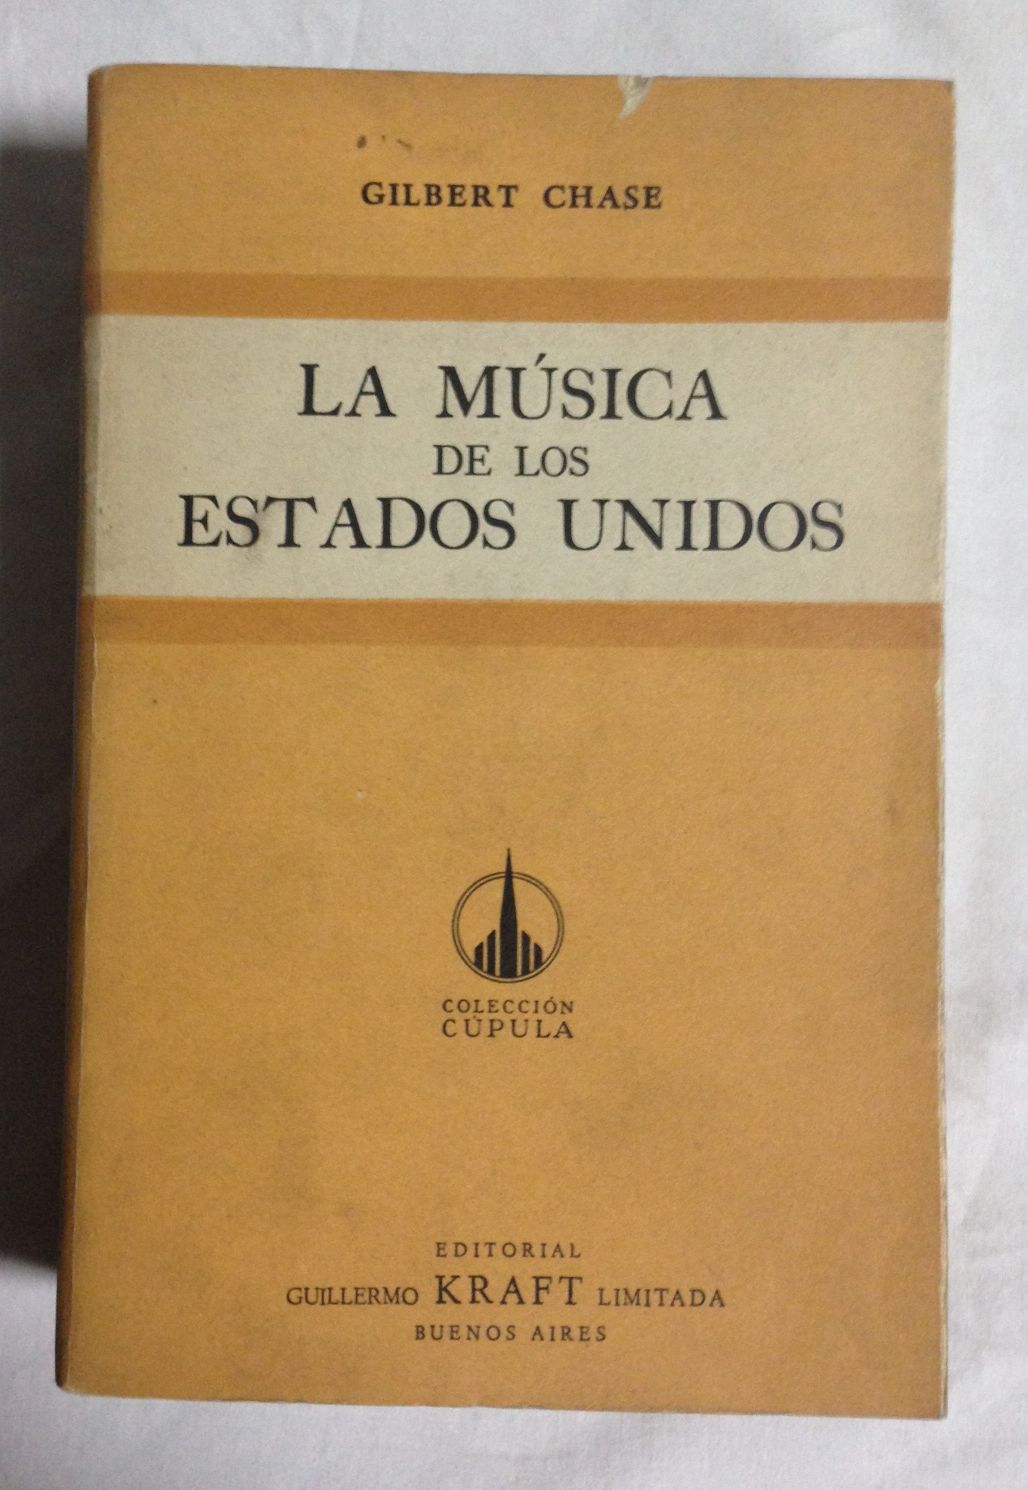 GILBERT CHASE
LA MÚSICA
DE LOS
ESTADOS UNIDOS
COLECCIÓN
CÚPULA
EDITORIAL
GUILLERMO KRAFT LIMITADA
BUENOS AIRES